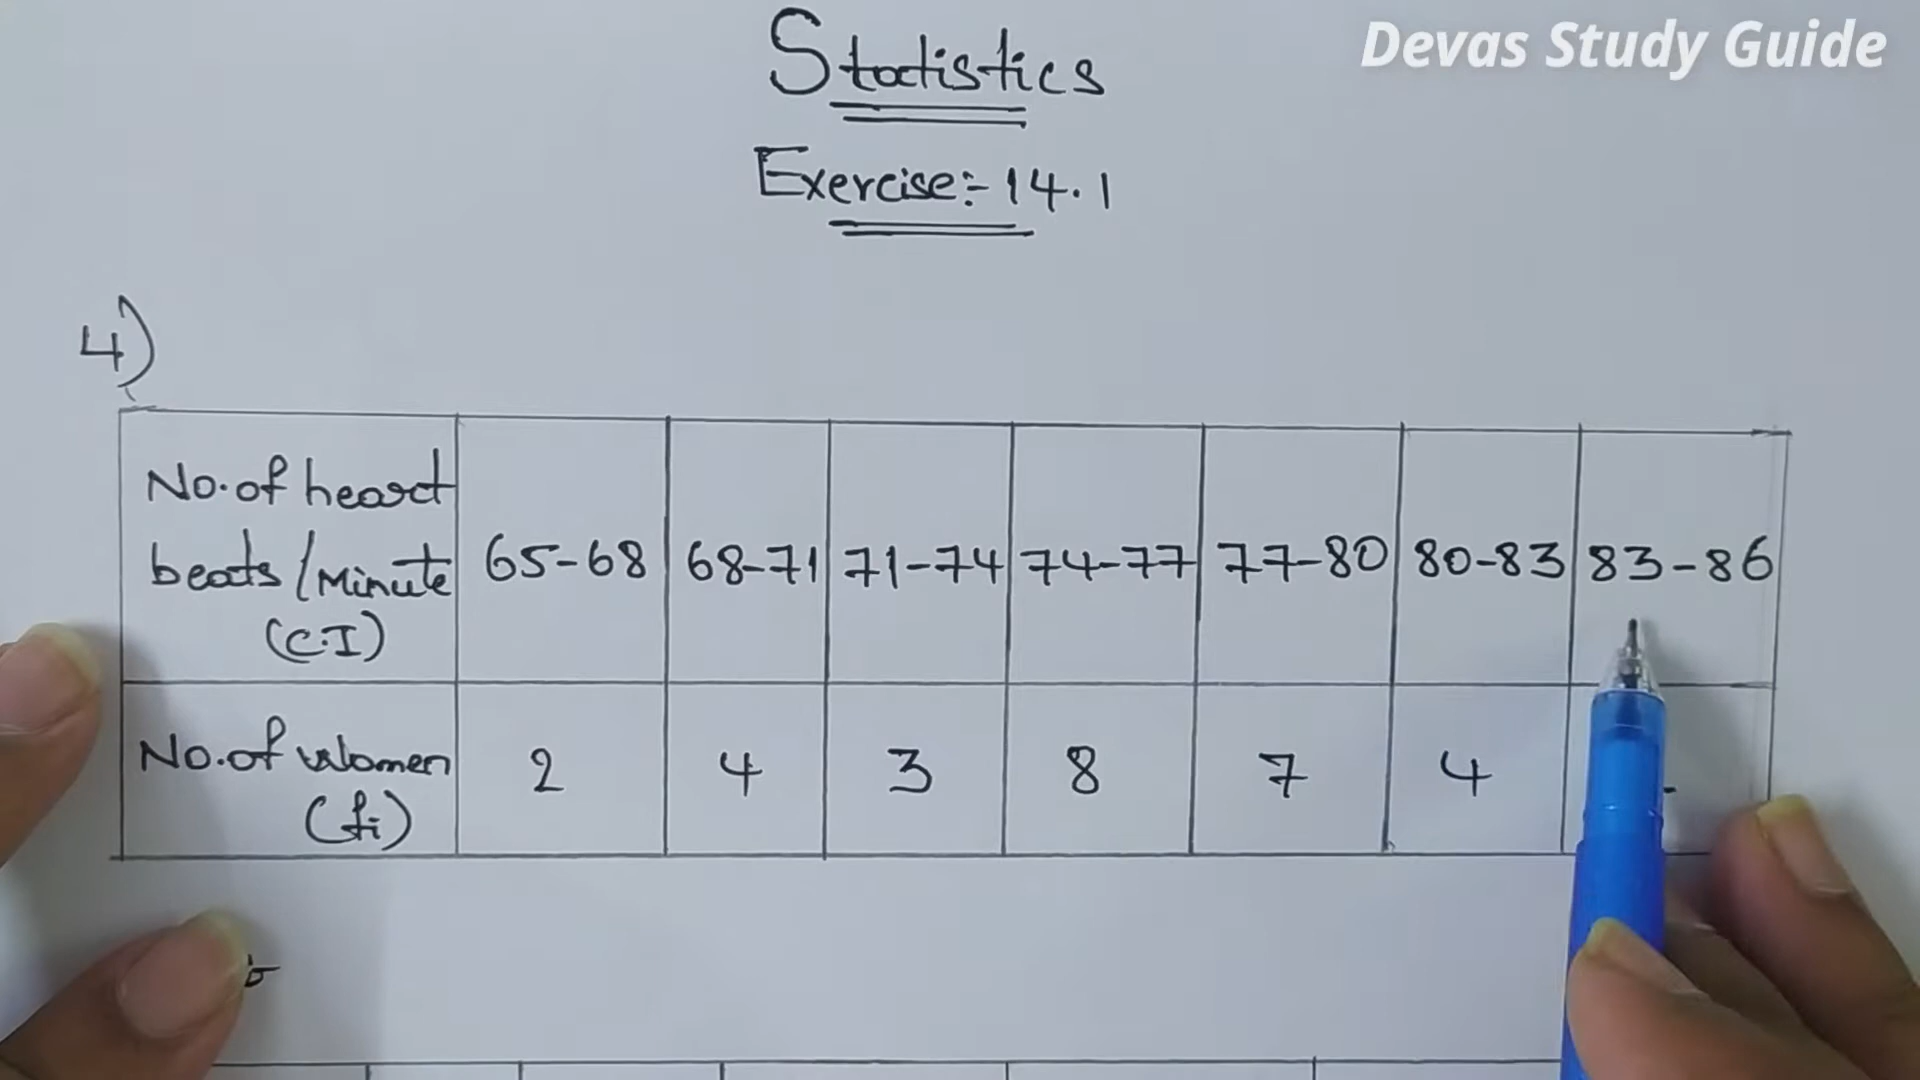 Devas Study Guide
Statistics
Exercise:- 14.1
4)
No. of heart beats / Minute (C.I) 65-68 68-71 71-74 74-77 77-80 80-83 83-86
No. of women (fi) 2 4 3 8 7 4